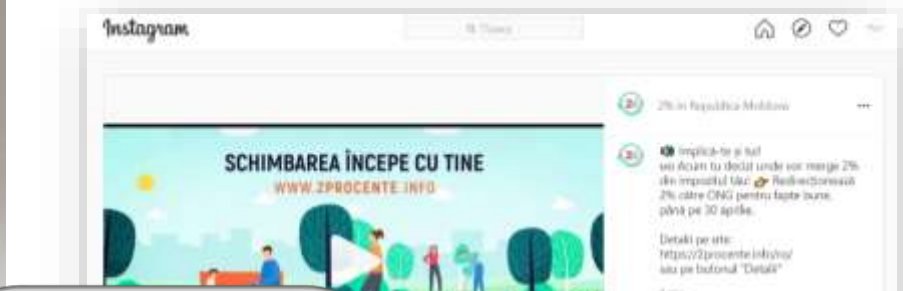 Instagram
SCHIMBAREA ÎNCEPE CU TINE
WWW.2PROCENTE.INFO
2% in Republica Moldova
Implică-te și tu!
Acum tu decizi unde vor merge 2%
din impozitul tău: Redirecționează
2% către ONG pentru fapte bune,
până pe 30 aprilie.
Detalii pe site:
https://2procente.info/ro/
sau pe butonul "Detalii"